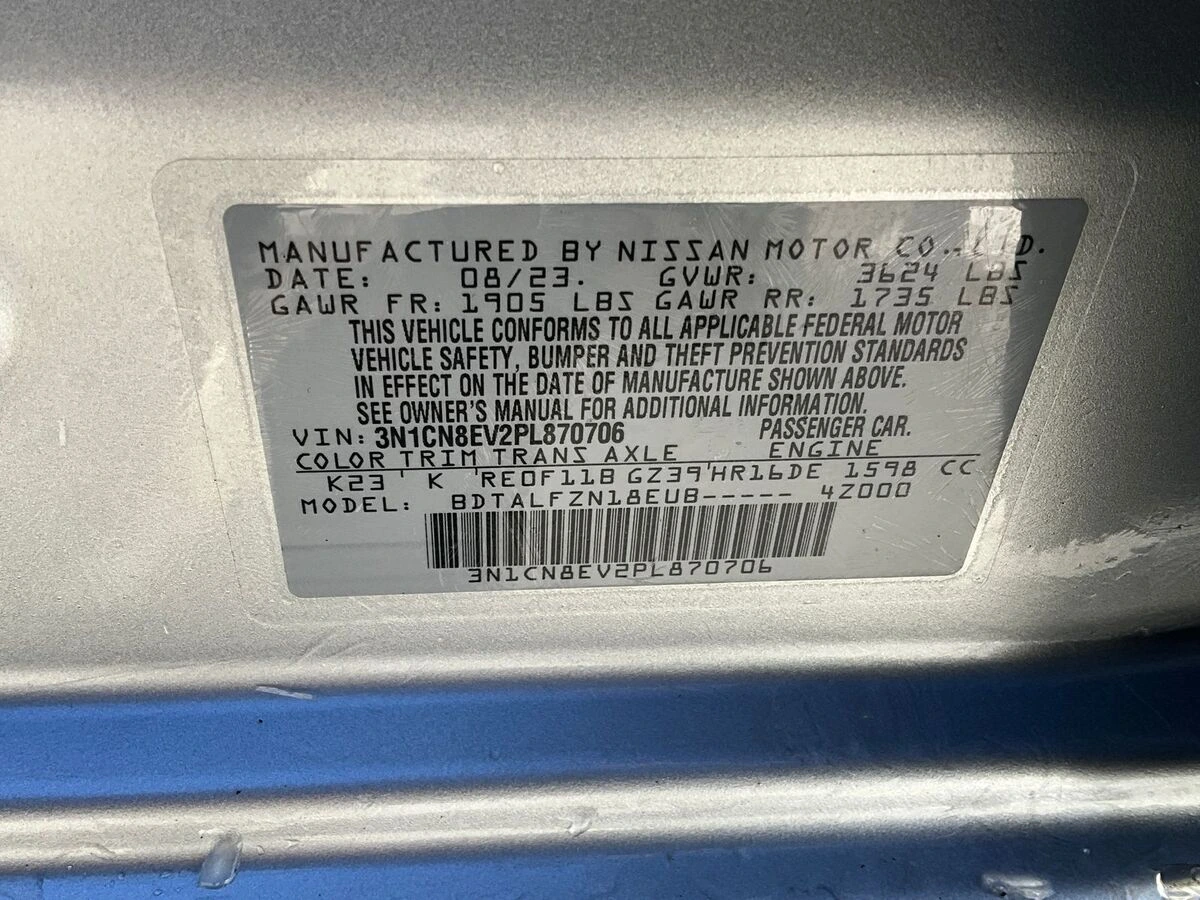 MANUFACTURED BY NISSAN MOTOR CO.,LTD.
DATE: 08/23. GVWR: 3624 LBS
GAWR FR: 1905 LBS GAWR RR: 1735 LBS
THIS VEHICLE CONFORMS TO ALL APPLICABLE FEDERAL MOTOR
VEHICLE SAFETY, BUMPER AND THEFT PREVENTION STANDARDS
IN EFFECT ON THE DATE OF MANUFACTURE SHOWN ABOVE.
SEE OWNER'S MANUAL FOR ADDITIONAL INFORMATION.
VIN: 3N1CN8EV2PL870706 PASSENGER CAR.
COLOR TRIM TRANS AXLE ENGINE
K23 K 'RE0F11B GZ39'HR16DE 1598 CC
MODEL: BDTALFZN18EUB----- 4Z000
3N1CN8EV2PL870706